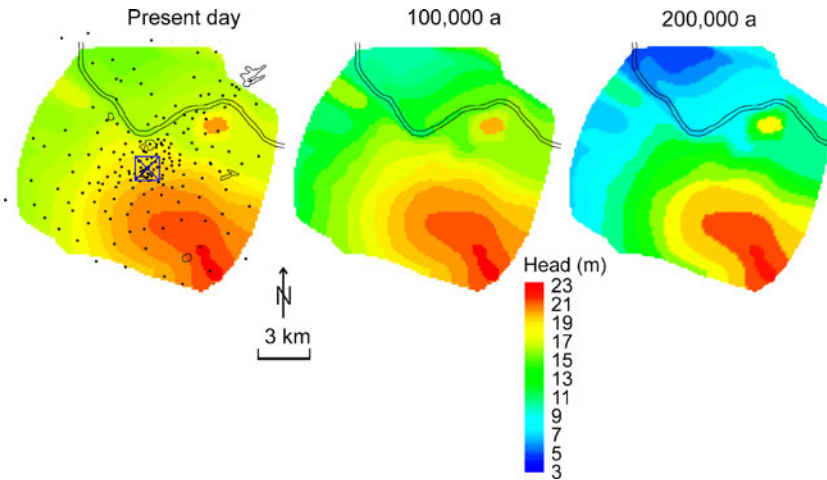 Present day
100,000 a
200,000 a
N
3 km
Head (m)
23
21
19
17
15
13
11
9
7
5
3